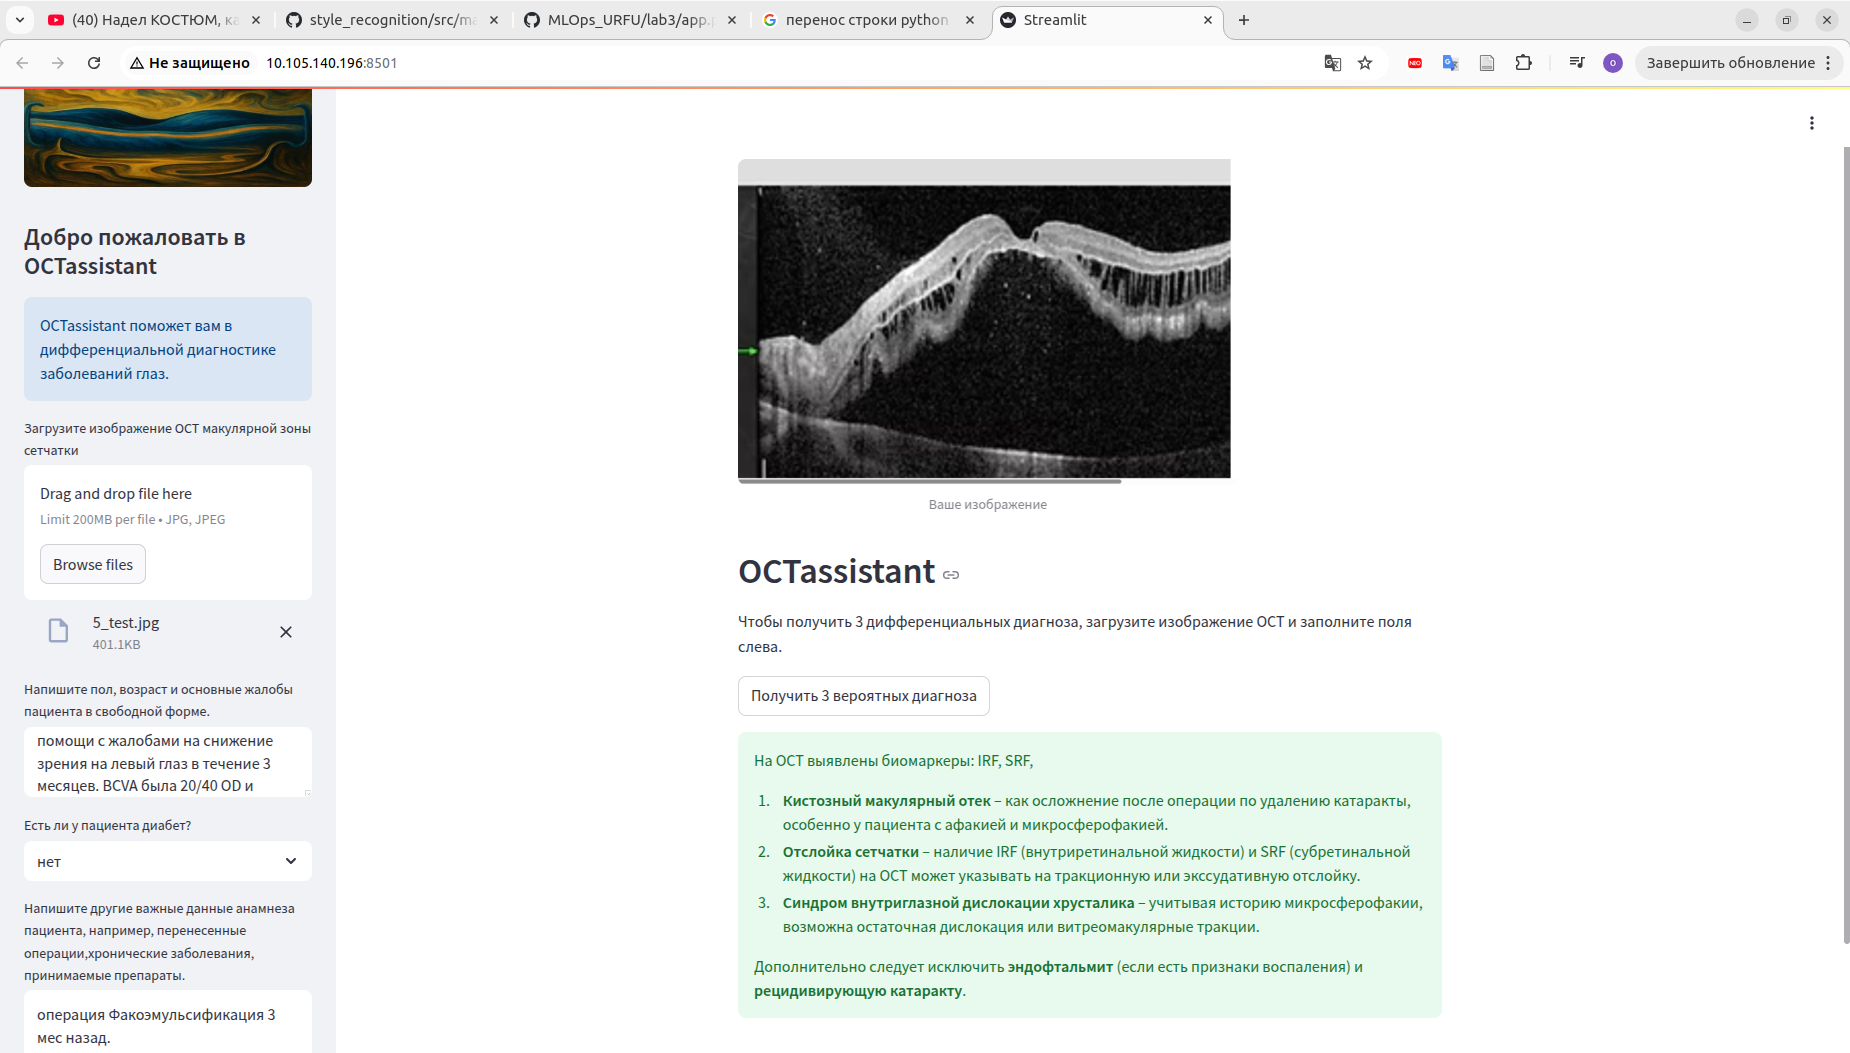 (40) Надел КОСТЮМ, ка
style_recognition/src/ma
MLOps_URFU/lab3/app.p
перенос строки python
Streamlit
Не защищено
10.105.140.196:8501
NEO
o
Завершить обновление
Добро пожаловать в
OCTassistant
OCTassistant поможет вам в
дифференциальной диагностике
заболеваний глаз.
Загрузите изображение ОСТ макулярной зоны
сетчатки
Drag and drop file here
Limit 200MB per file • JPG, JPEG
Browse files
5_test.jpg
401.1KB
Напишите пол, возраст и основные жалобы
пациента в свободной форме.
помощи с жалобами на снижение
зрения на левый глаз в течение 3
месяцев. BCVA была 20/40 OD и
Есть ли у пациента диабет?
нет
Напишите другие важные данные анамнеза
пациента, например, перенесенные
операции,хронические заболевания,
принимаемые препараты.
операция Факоэмульсификация 3
мес назад.
Ваше изображение
OCTassistant
Чтобы получить 3 дифференциальных диагноза, загрузите изображение ОСТ и заполните поля
слева.
Получить 3 вероятных диагноза
На ОСТ выявлены биомаркеры: IRF, SRF,
1. Кистозный макулярный отек – как осложнение после операции по удалению катаракты,
особенно у пациента с афакией и микросферофакией.
2. Отслойка сетчатки – наличие IRF (внутриретинальной жидкости) и SRF (субретинальной
жидкости) на ОСТ может указывать на тракционную или экссудативную отслойку.
3. Синдром внутриглазной дислокации хрусталика – учитывая историю микросферофакии,
возможна остаточная дислокация или витреомакулярные тракции.
Дополнительно следует исключить эндофтальмит (если есть признаки воспаления) и
рецидивирующую катаракту.